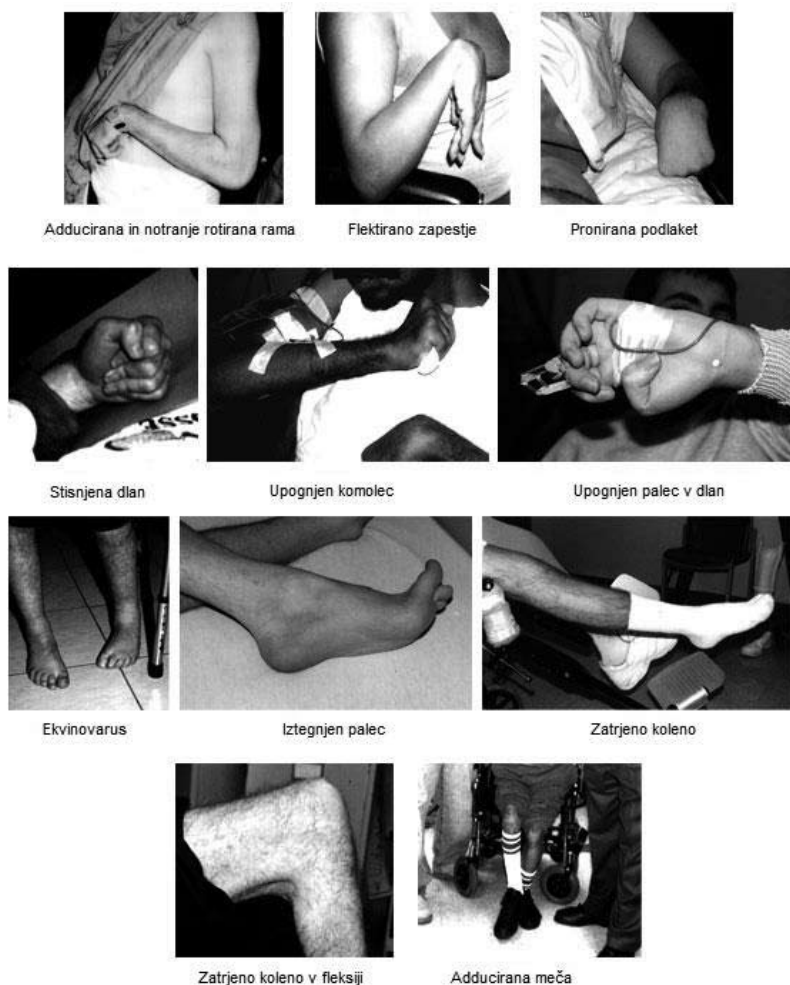 Adducirana in notranje rotirana rama
Flektirano zapestje
Pronirana podlaket
Stisnjena dlan
Upognjen komolec
Upognjen palec v dlan
Ekvinovarus
Iztegnjen palec
Zatrjeno koleno
Zatrjeno koleno v fleksiji
Adducirana meča